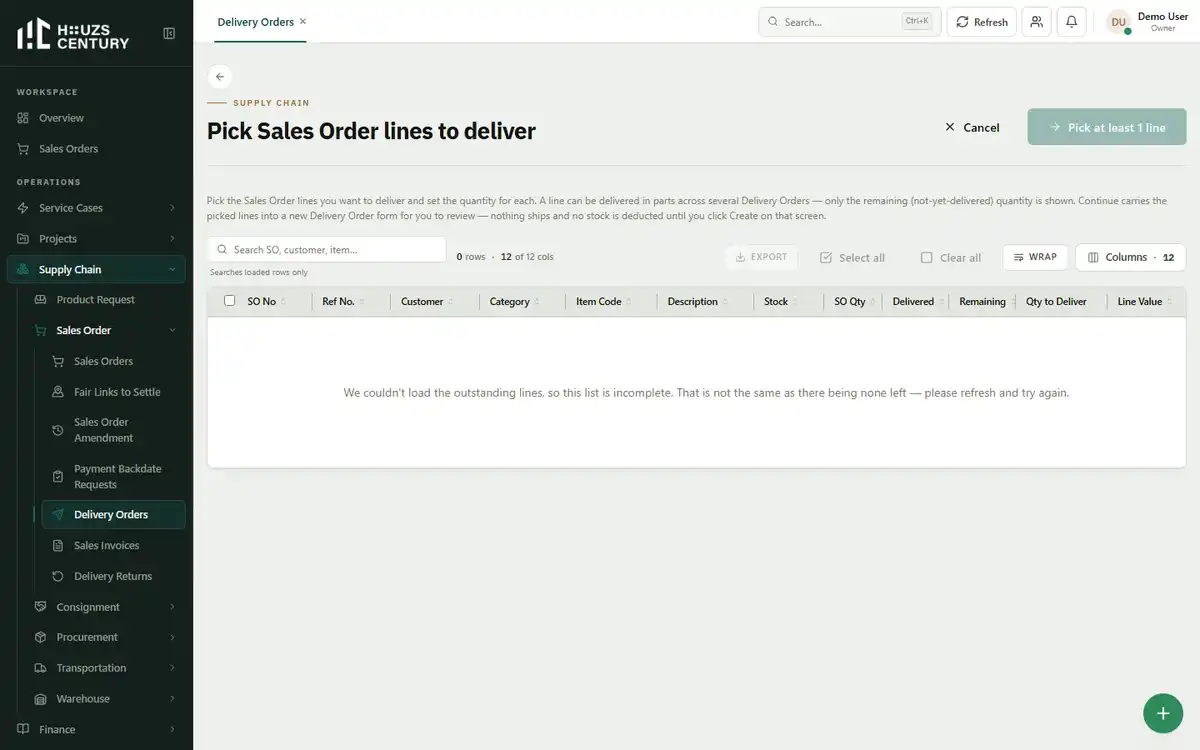 HOUZS
CENTURY
Delivery Orders ×
Search...
Ctrl+K
Refresh
DU
Demo User
Owner
WORKSPACE
Overview
Sales Orders
OPERATIONS
Service Cases
Projects
Supply Chain
Product Request
Sales Order
Sales Orders
Fair Links to Settle
Sales Order
Amendment
Payment Backdate
Requests
Delivery Orders
Sales Invoices
Delivery Returns
Consignment
Procurement
Transportation
Warehouse
Finance
SUPPLY CHAIN
Pick Sales Order lines to deliver
Cancel
Pick at least 1 line
Pick the Sales Order lines you want to deliver and set the quantity for each. A line can be delivered in parts across several Delivery Orders — only the remaining (not-yet-delivered) quantity is shown. Continue carries the
picked lines into a new Delivery Order form for you to review — nothing ships and no stock is deducted until you click Create on that screen.
Search SO, customer, item...
0 rows · 12 of 12 cols
EXPORT
Select all
Clear all
WRAP
Columns · 12
Searches loaded rows only
SO No
Ref No.
Customer
Category
Item Code
Description
Stock
SO Qty
Delivered
Remaining
Qty to Deliver
Line Value
We couldn't load the outstanding lines, so this list is incomplete. That is not the same as there being none left — please refresh and try again.